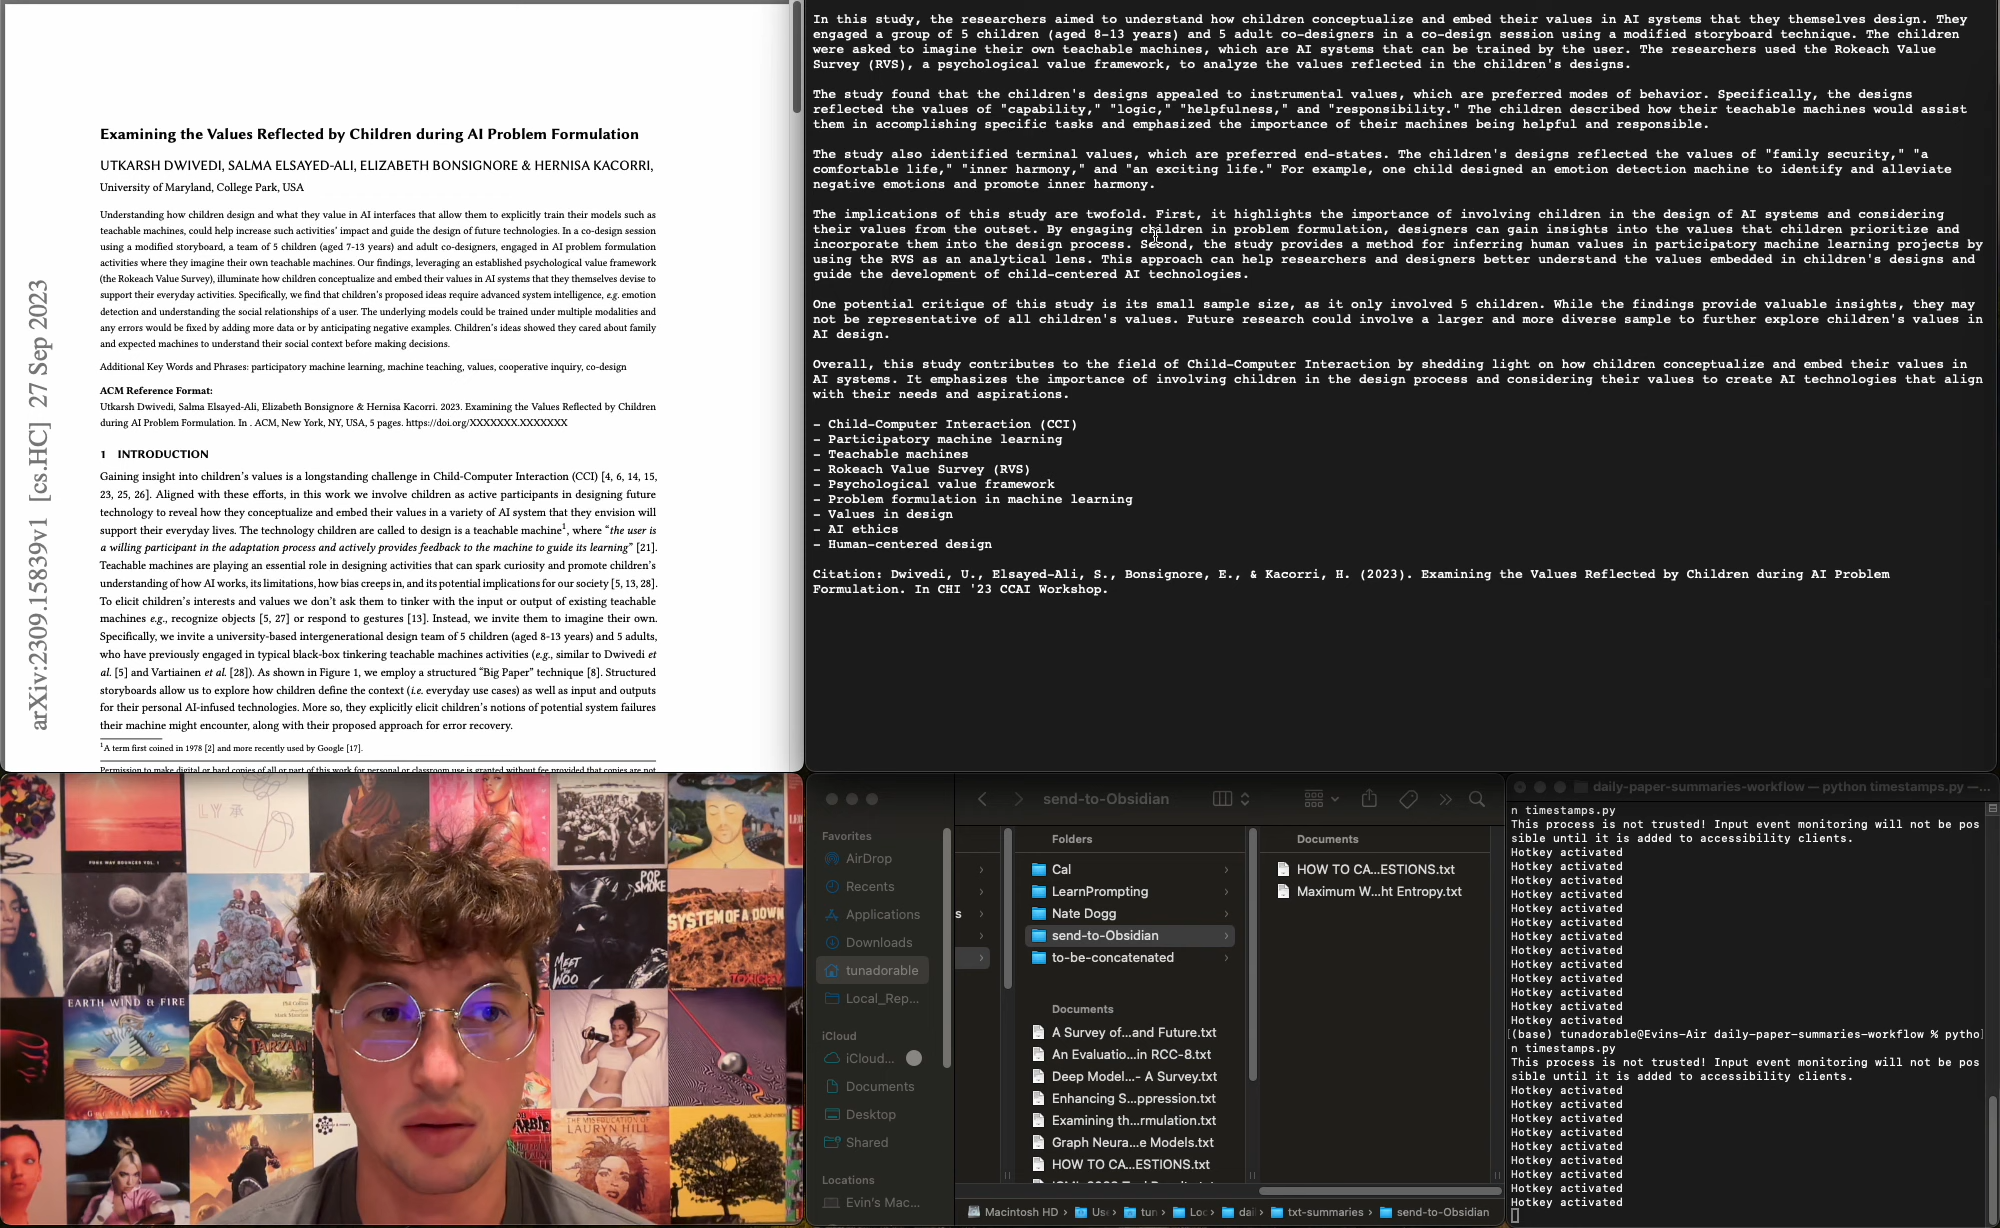 Examining the Values Reflected by Children during AI Problem Formulation
UTKARSH DWIVEDI, SALMA ELSAYED-ALI, ELIZABETH BONSIGNORE & HERNISA KACORRI,
University of Maryland, College Park, USA
Understanding how children design and what they value in AI interfaces that allow them to explicitly train their models such as
teachable machines, could help increase such activities' impact and guide the design of future technologies. In a co-design session
using a modified storyboard, a team of 5 children (aged 7-13 years) and adult co-designers, engaged in AI problem formulation
activities where they imagine their own teachable machines. Our findings, leveraging an established psychological value framework
(the Rokeach Value Survey), illuminate how children conceptualize and embed their values in AI systems that they themselves devise to
support their everyday activities. Specifically, we find that children's proposed ideas require advanced system intelligence, e.g. emotion
detection and understanding the social relationships of a user. The underlying models could be trained under multiple modalities and
any errors would be fixed by adding more data or by anticipating negative examples. Children's ideas showed they cared about family
and expected machines to understand their social context before making decisions.
Additional Key Words and Phrases: participatory machine learning, machine teaching, values, cooperative inquiry, co-design
ACM Reference Format:
Utkarsh Dwivedi, Salma Elsayed-Ali, Elizabeth Bonsignore & Hernisa Kacorri. 2023. Examining the Values Reflected by Children
during AI Problem Formulation. In . ACM, New York, NY, USA, 5 pages. https://doi.org/XXXXXXX.XXXXXXX
1 INTRODUCTION
Gaining insight into children's values is a longstanding challenge in Child-Computer Interaction (CCI) [4, 6, 14, 15,
23, 25, 26]. Aligned with these efforts, in this work we involve children as active participants in designing future
technology to reveal how they conceptualize and embed their values in a variety of AI system that they envision will
support their everyday lives. The technology children are called to design is a teachable machine1, where "the user is
a willing participant in the adaptation process and actively provides feedback to the machine to guide its learning" [21].
Teachable machines are playing an essential role in designing activities that can spark curiosity and promote children's
understanding of how AI works, its limitations, how bias creeps in, and its potential implications for our society [5, 13, 28].
To elicit children's interests and values we don't ask them to tinker with the input or output of existing teachable
machines e.g., recognize objects [5, 27] or respond to gestures [13]. Instead, we invite them to imagine their own.
Specifically, we invite a university-based intergenerational design team of 5 children (aged 8-13 years) and 5 adults,
who have previously engaged in typical black-box tinkering teachable machines activities (e.g., similar to Dwivedi et
al. [5] and Vartiainen et al. [28]). As shown in Figure 1, we employ a structured "Big Paper" technique [8]. Structured
storyboards allow us to explore how children define the context (i.e. everyday use cases) as well as input and outputs
for their personal AI-infused technologies. More so, they explicitly elicit children's notions of potential system failures
their machine might encounter, along with their proposed approach for error recovery.
1A term first coined in 1978 [2] and more recently used by Google [17].
Permission to make digital or hard copies of all or part of this work for personal or classroom use is granted without fee provided that copies are not
arXiv:2309.15839v1 [cs.HC] 27 Sep 2023
In this study, the researchers aimed to understand how children conceptualize and embed their values in AI systems that they themselves design. They
engaged a group of 5 children (aged 8-13 years) and 5 adult co-designers in a co-design session using a modified storyboard technique. The children
were asked to imagine their own teachable machines, which are AI systems that can be trained by the user. The researchers used the Rokeach Value
Survey (RVS), a psychological value framework, to analyze the values reflected in the children's designs.
The study found that the children's designs appealed to instrumental values, which are preferred modes of behavior. Specifically, the designs
reflected the values of "capability," "logic," "helpfulness," and "responsibility." The children described how their teachable machines would assist
them in accomplishing specific tasks and emphasized the importance of their machines being helpful and responsible.
The study also identified terminal values, which are preferred end-states. The children's designs reflected the values of "family security," "a
comfortable life," "inner harmony," and "an exciting life." For example, one child designed an emotion detection machine to identify and alleviate
negative emotions and promote inner harmony.
The implications of this study are twofold. First, it highlights the importance of involving children in the design of AI systems and considering
their values from the outset. By engaging children in problem formulation, designers can gain insights into the values that children prioritize and
incorporate them into the design process. Second, the study provides a method for inferring human values in participatory machine learning projects by
using the RVS as an analytical lens. This approach can help researchers and designers better understand the values embedded in children's designs and
guide the development of child-centered AI technologies.
One potential critique of this study is its small sample size, as it only involved 5 children. While the findings provide valuable insights, they may
not be representative of all children's values. Future research could involve a larger and more diverse sample to further explore children's values in
AI design.
Overall, this study contributes to the field of Child-Computer Interaction by shedding light on how children conceptualize and embed their values in
AI systems. It emphasizes the importance of involving children in the design process and considering their values to create AI technologies that align
with their needs and aspirations.
- Child-Computer Interaction (CCI)
- Participatory machine learning
- Teachable machines
- Rokeach Value Survey (RVS)
- Psychological value framework
- Problem formulation in machine learning
- Values in design
- AI ethics
- Human-centered design
Citation: Dwivedi, U., Elsayed-Ali, S., Bonsignore, E., & Kacorri, H. (2023). Examining the Values Reflected by Children during AI Problem
Formulation. In CHI '23 CCAI Workshop.
LY 承
FUNK WAV BOUNCES VOL. 1
POP SMOKE
SYSTEM OF A DOWN
MEET THE WOO
TOXICITY
EARTH WIND & FIRE
TARZAN
THE MISEDUCATION OF
LAURYN HILL
Jack Johnson
send-to-Obsidian
Favorites
AirDrop
Recents
Applications
Downloads
tunadorable
Local_Rep...
iCloud
iCloud...
Documents
Desktop
Shared
Locations
Evin's Mac...
s
Folders
Cal
LearnPrompting
Nate Dogg
send-to-Obsidian
to-be-concatenated
Documents
A Survey of...and Future.txt
An Evaluatio...in RCC-8.txt
Deep Model...- A Survey.txt
Enhancing S...ppression.txt
Examining th...rmulation.txt
Graph Neura...e Models.txt
HOW TO CA...ESTIONS.txt
Documents
HOW TO CA...ESTIONS.txt
Maximum W...ht Entropy.txt
Macintosh HD › Us › tun › Loc › dai › txt-summaries › send-to-Obsidian
daily-paper-summaries-workflow — python timestamps.py —...
n timestamps.py
This process is not trusted! Input event monitoring will not be pos
sible until it is added to accessibility clients.
Hotkey activated
Hotkey activated
Hotkey activated
Hotkey activated
Hotkey activated
Hotkey activated
Hotkey activated
Hotkey activated
Hotkey activated
Hotkey activated
Hotkey activated
Hotkey activated
Hotkey activated
(base) tunadorable@Evins-Air daily-paper-summaries-workflow % pytho
n timestamps.py
This process is not trusted! Input event monitoring will not be pos
sible until it is added to accessibility clients.
Hotkey activated
Hotkey activated
Hotkey activated
Hotkey activated
Hotkey activated
Hotkey activated
Hotkey activated
Hotkey activated
Hotkey activated